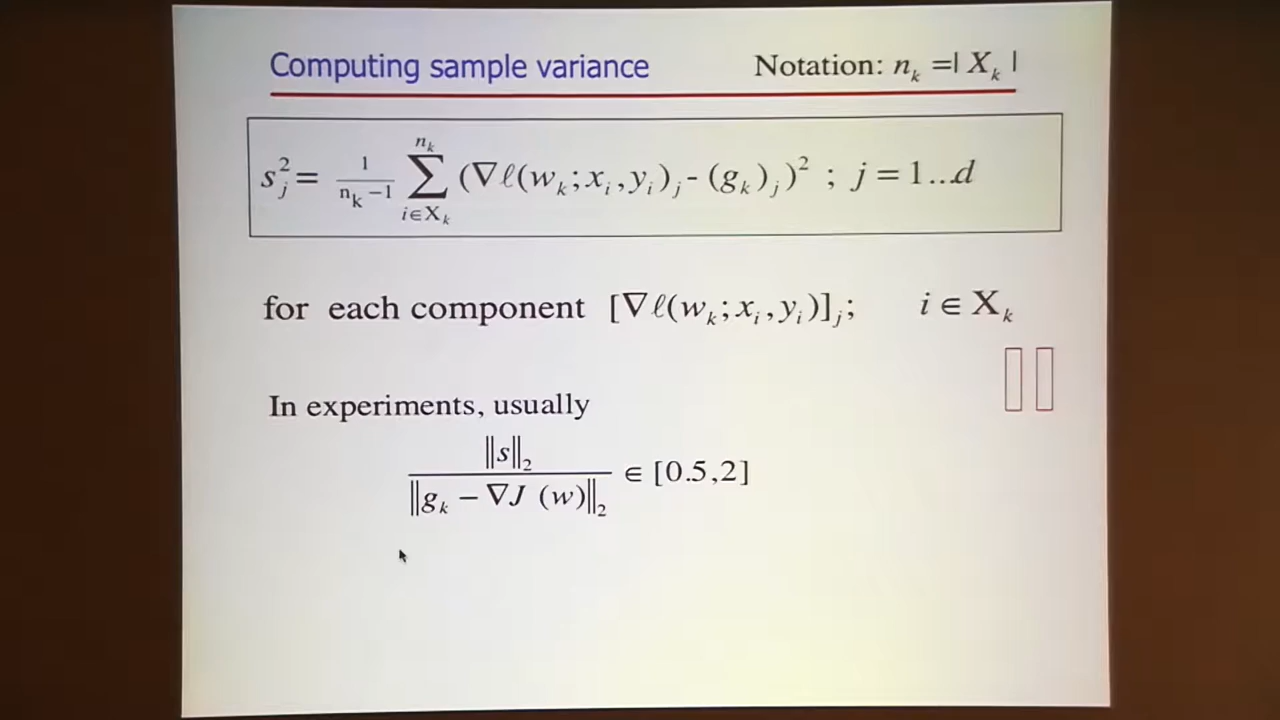 Computing sample variance Notation: n_k =| X_k |
s_j^2 = 1/(n_k −1) ∑_{i∈X_k}^{n_k} (∇ℓ(w_k; x_i, y_i)_j - (g_k)_j)^2 ; j = 1...d
for each component [∇ℓ(w_k; x_i, y_i)]_j; i ∈ X_k
In experiments, usually
‖s‖_2 / ‖g_k − ∇J (w)‖_2 ∈ [0.5,2]